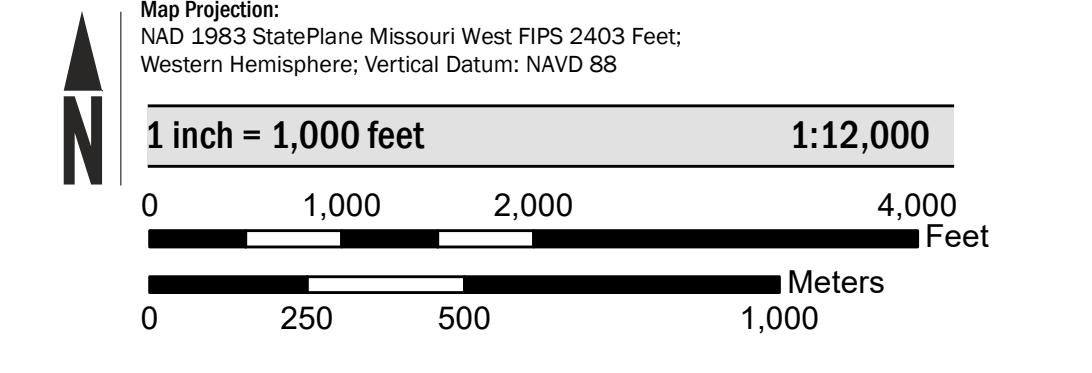 Map Projection:
NAD 1983 StatePlane Missouri West FIPS 2403 Feet;
Western Hemisphere; Vertical Datum: NAVD 88
N
1 inch = 1,000 feet 1:12,000
0 1,000 2,000 4,000
Feet
Meters
0 250 500 1,000